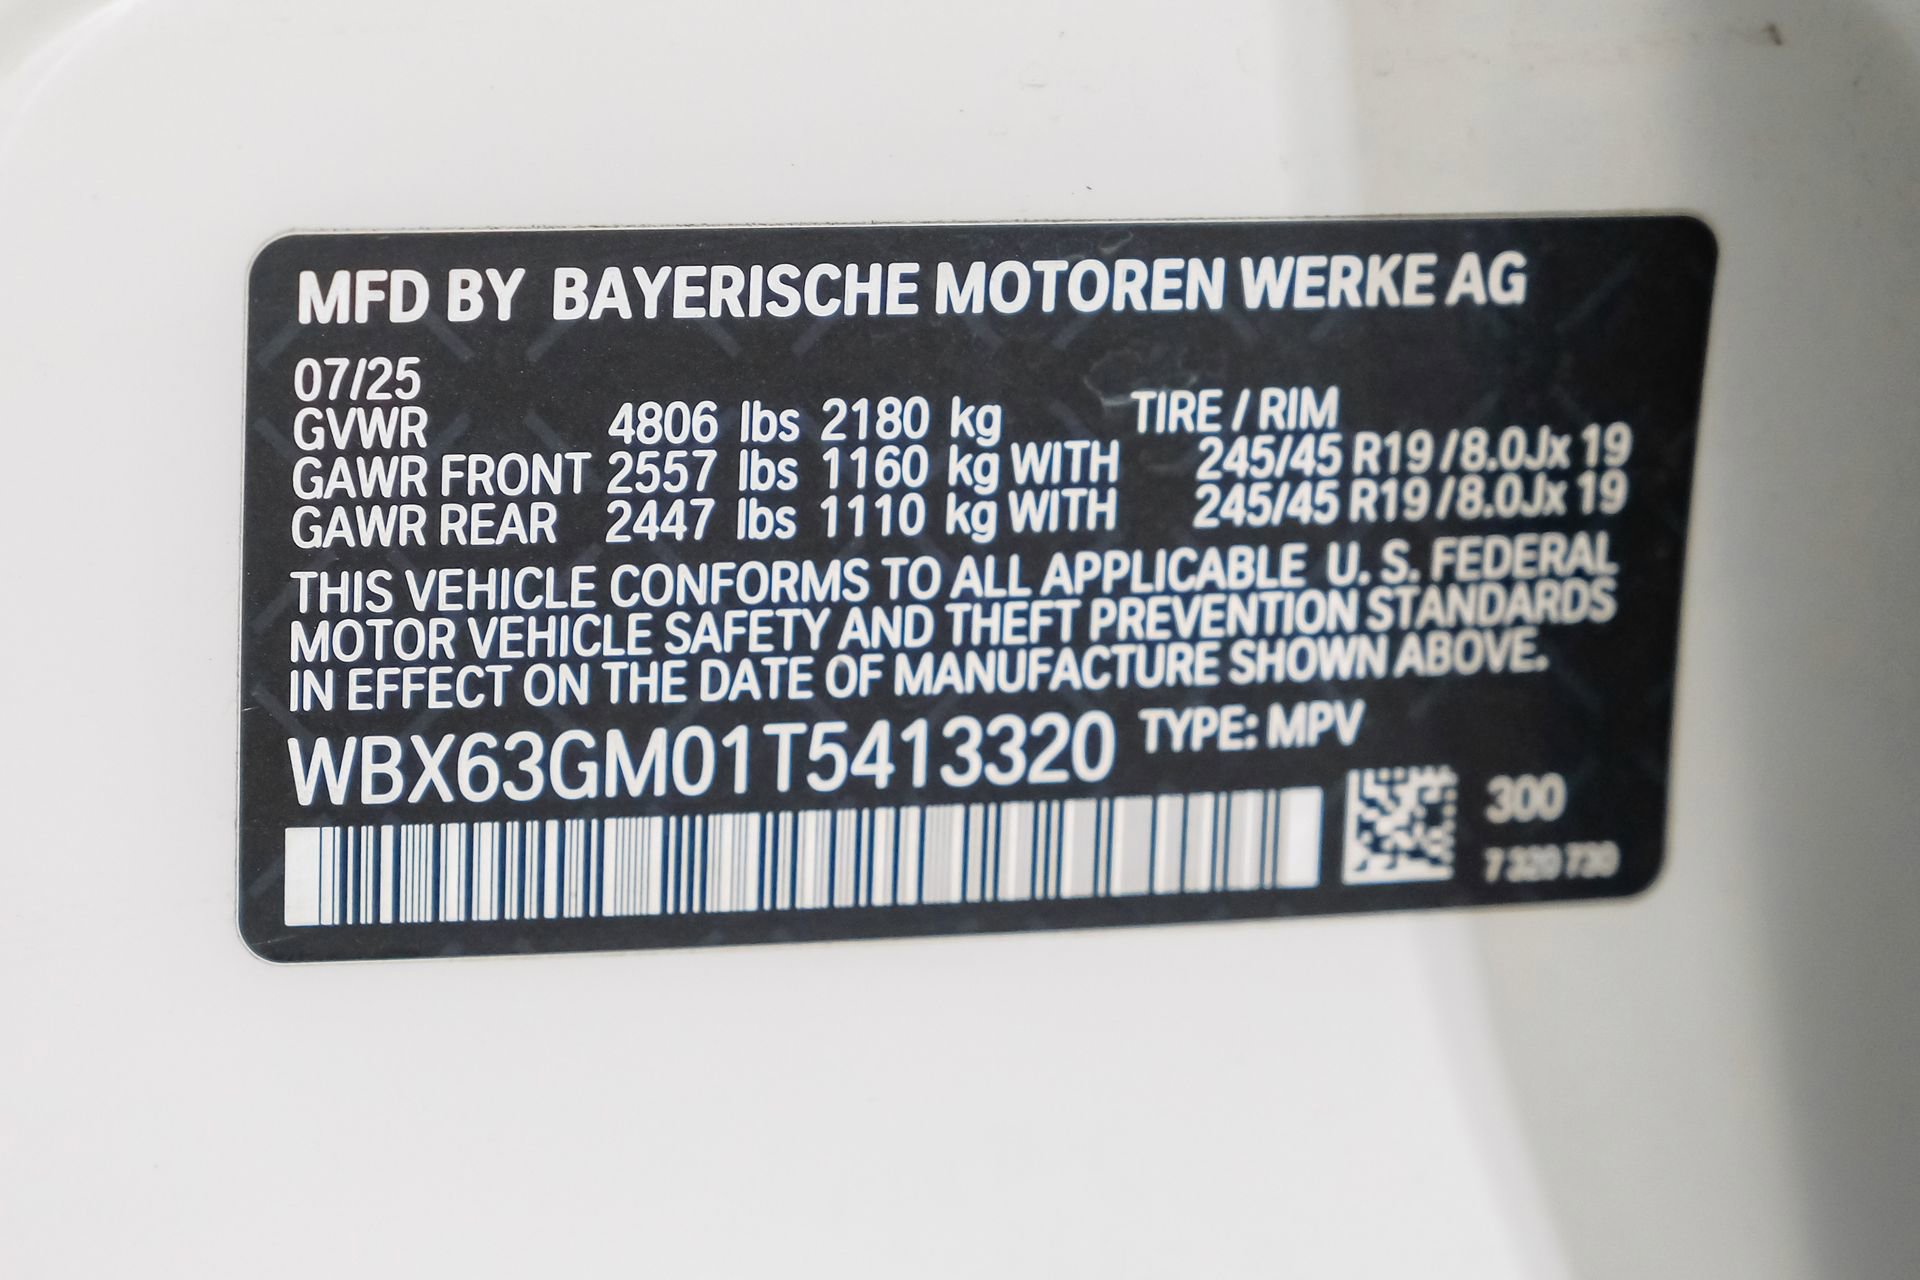 MFD BY BAYERISCHE MOTOREN WERKE AG
07/25
GVWR 4806 lbs 2180 kg TIRE / RIM
GAWR FRONT 2557 lbs 1160 kg WITH 245/45 R19 /8.0Jx 19
GAWR REAR 2447 lbs 1110 kg WITH 245/45 R19 /8.0Jx 19
THIS VEHICLE CONFORMS TO ALL APPLICABLE U. S. FEDERAL
MOTOR VEHICLE SAFETY AND THEFT PREVENTION STANDARDS
IN EFFECT ON THE DATE OF MANUFACTURE SHOWN ABOVE.
WBX63GM01T5413320 TYPE: MPV
300
7 320 730